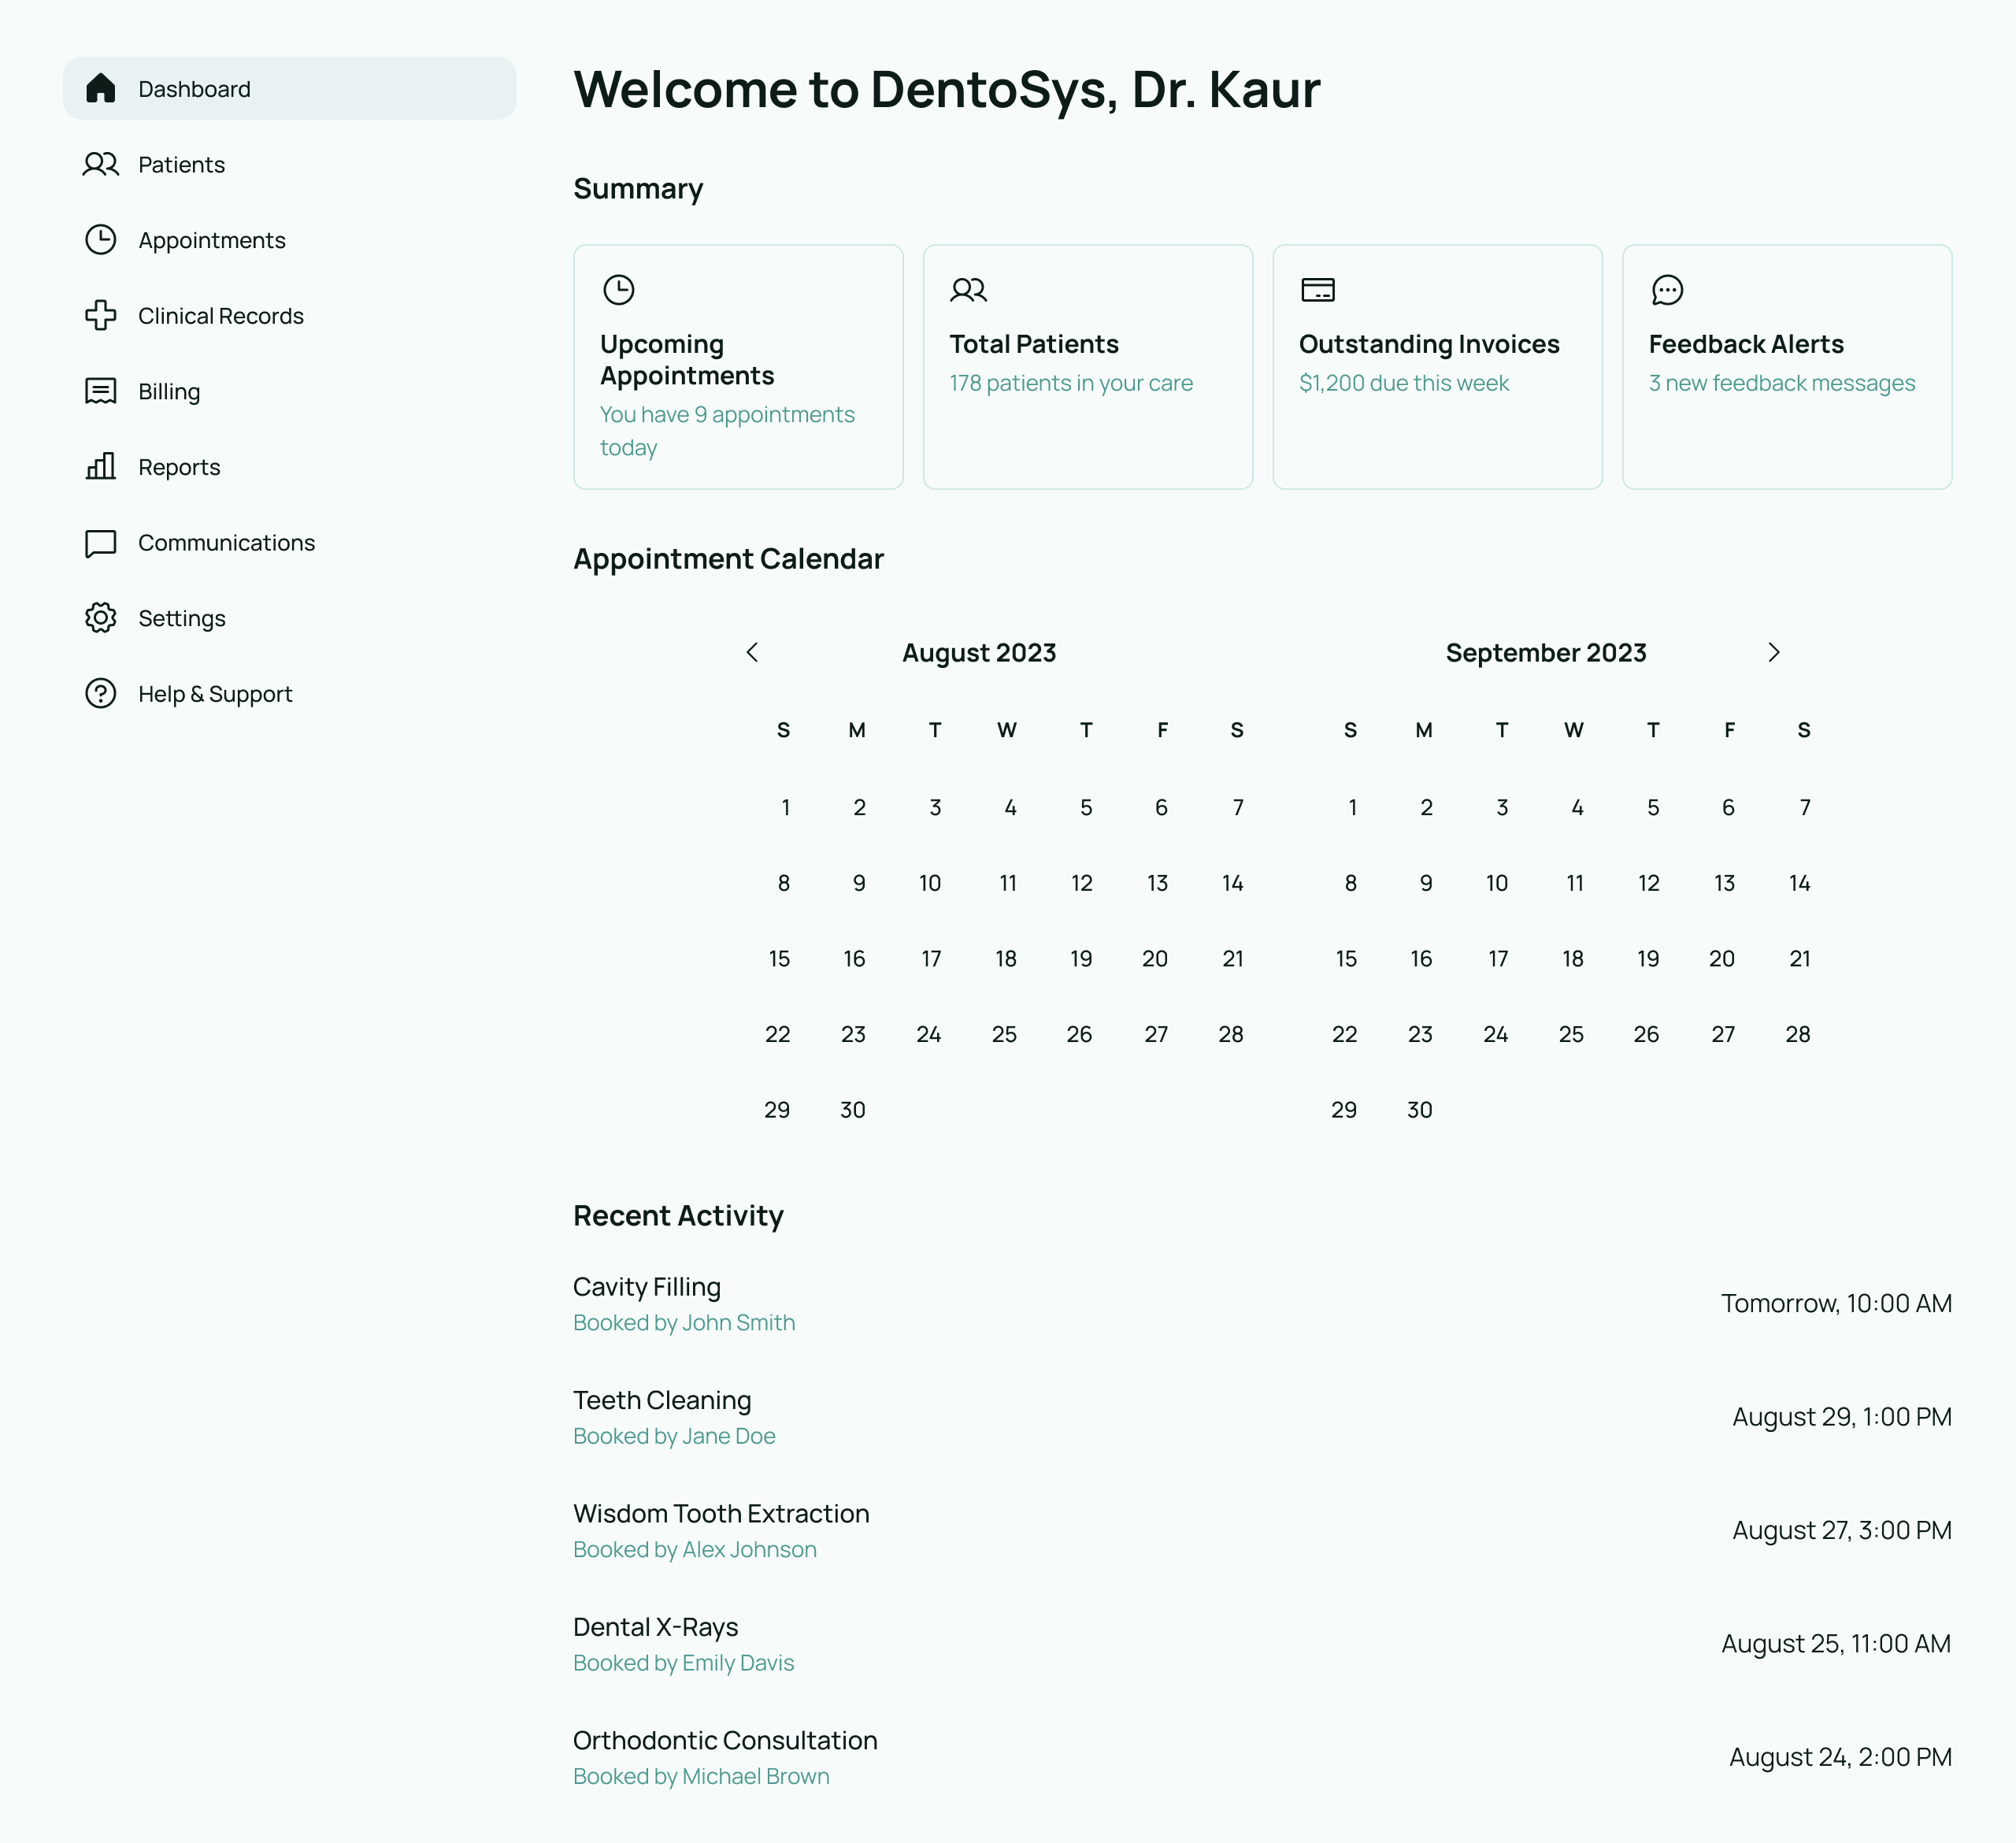 Dashboard
Patients
Appointments
Clinical Records
Billing
Reports
Communications
Settings
Help & Support
Welcome to DentoSys, Dr. Kaur
Summary
Upcoming
Appointments
You have 9 appointments
today
Total Patients
178 patients in your care
Outstanding Invoices
$1,200 due this week
Feedback Alerts
3 new feedback messages
Appointment Calendar
August 2023
S M T W T F S
1 2 3 4 5 6 7
8 9 10 11 12 13 14
15 16 17 18 19 20 21
22 23 24 25 26 27 28
29 30
September 2023
S M T W T F S
1 2 3 4 5 6 7
8 9 10 11 12 13 14
15 16 17 18 19 20 21
22 23 24 25 26 27 28
29 30
Recent Activity
Cavity Filling
Booked by John Smith
Tomorrow, 10:00 AM
Teeth Cleaning
Booked by Jane Doe
August 29, 1:00 PM
Wisdom Tooth Extraction
Booked by Alex Johnson
August 27, 3:00 PM
Dental X-Rays
Booked by Emily Davis
August 25, 11:00 AM
Orthodontic Consultation
Booked by Michael Brown
August 24, 2:00 PM